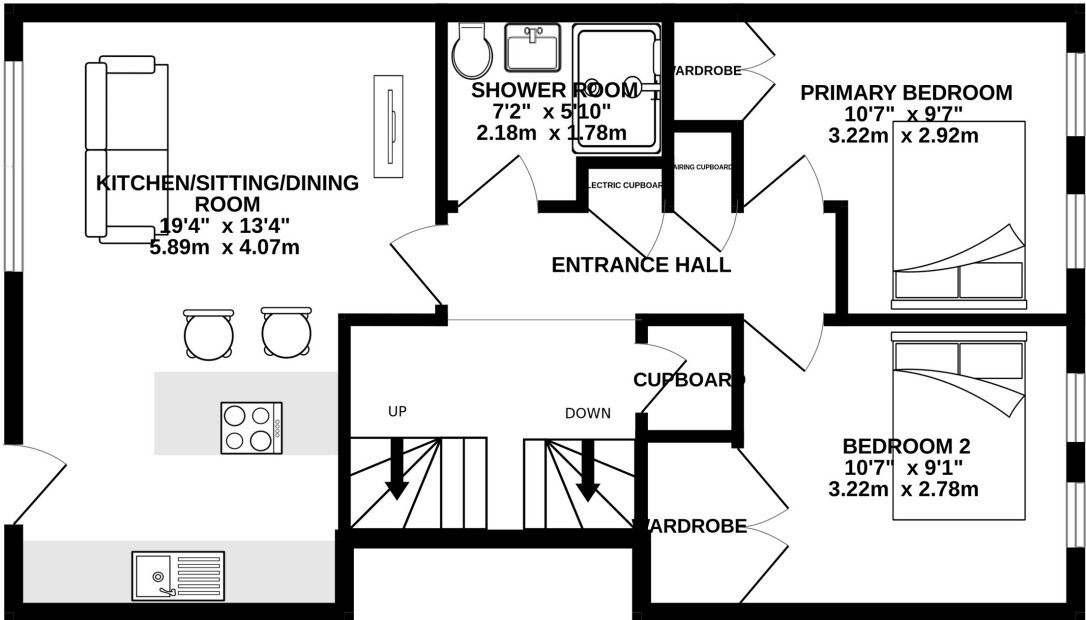 WARDROBE
SHOWER ROOM
7'2" x 5'10"
2.18m x 1.78m
PRIMARY BEDROOM
10'7" x 9'7"
3.22m x 2.92m
AIRING CUPBOARD
ELECTRIC CUPBOARD
KITCHEN/SITTING/DINING
ROOM
19'4" x 13'4"
5.89m x 4.07m
ENTRANCE HALL
CUPBOARD
UP
DOWN
BEDROOM 2
10'7" x 9'1"
3.22m x 2.78m
WARDROBE